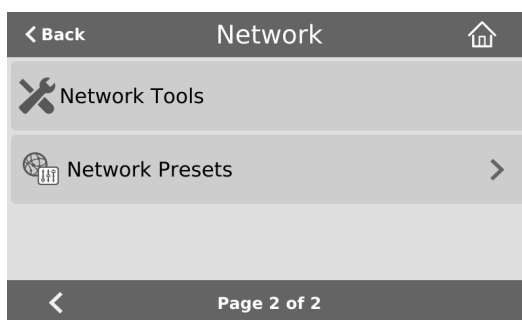 Back
Network
Network Tools
Network Presets
Page 2 of 2